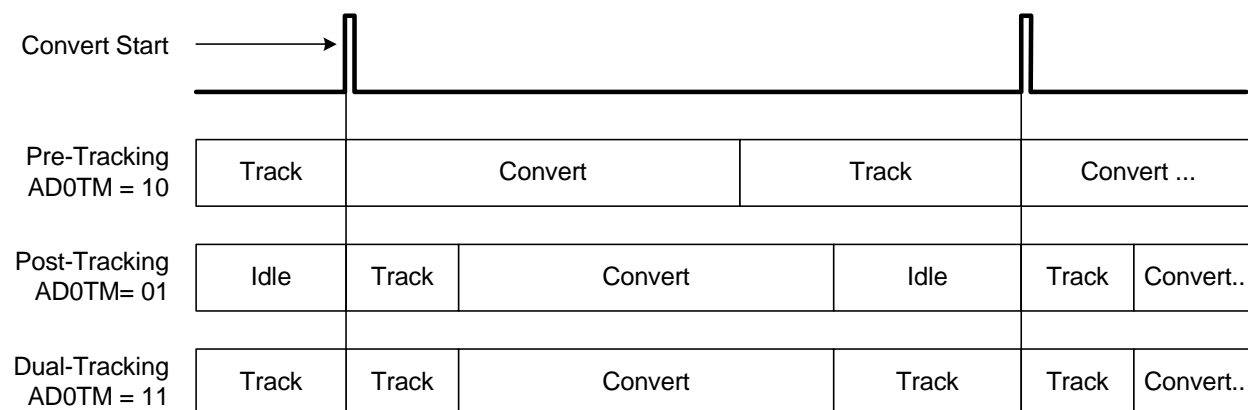 Convert Start
Pre-Tracking
AD0TM = 10
Track
Convert
Track
Convert ...
Post-Tracking
AD0TM= 01
Idle
Track
Convert
Idle
Track
Convert..
Dual-Tracking
AD0TM = 11
Track
Track
Convert
Track
Track
Convert..